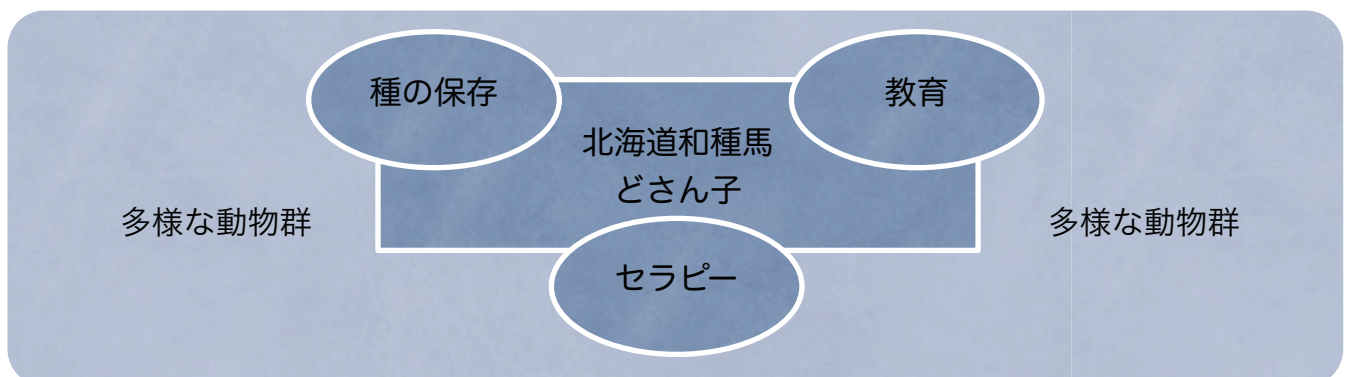 種の保存
教育
北海道和種馬
どさん子
多様な動物群
多様な動物群
セラピー